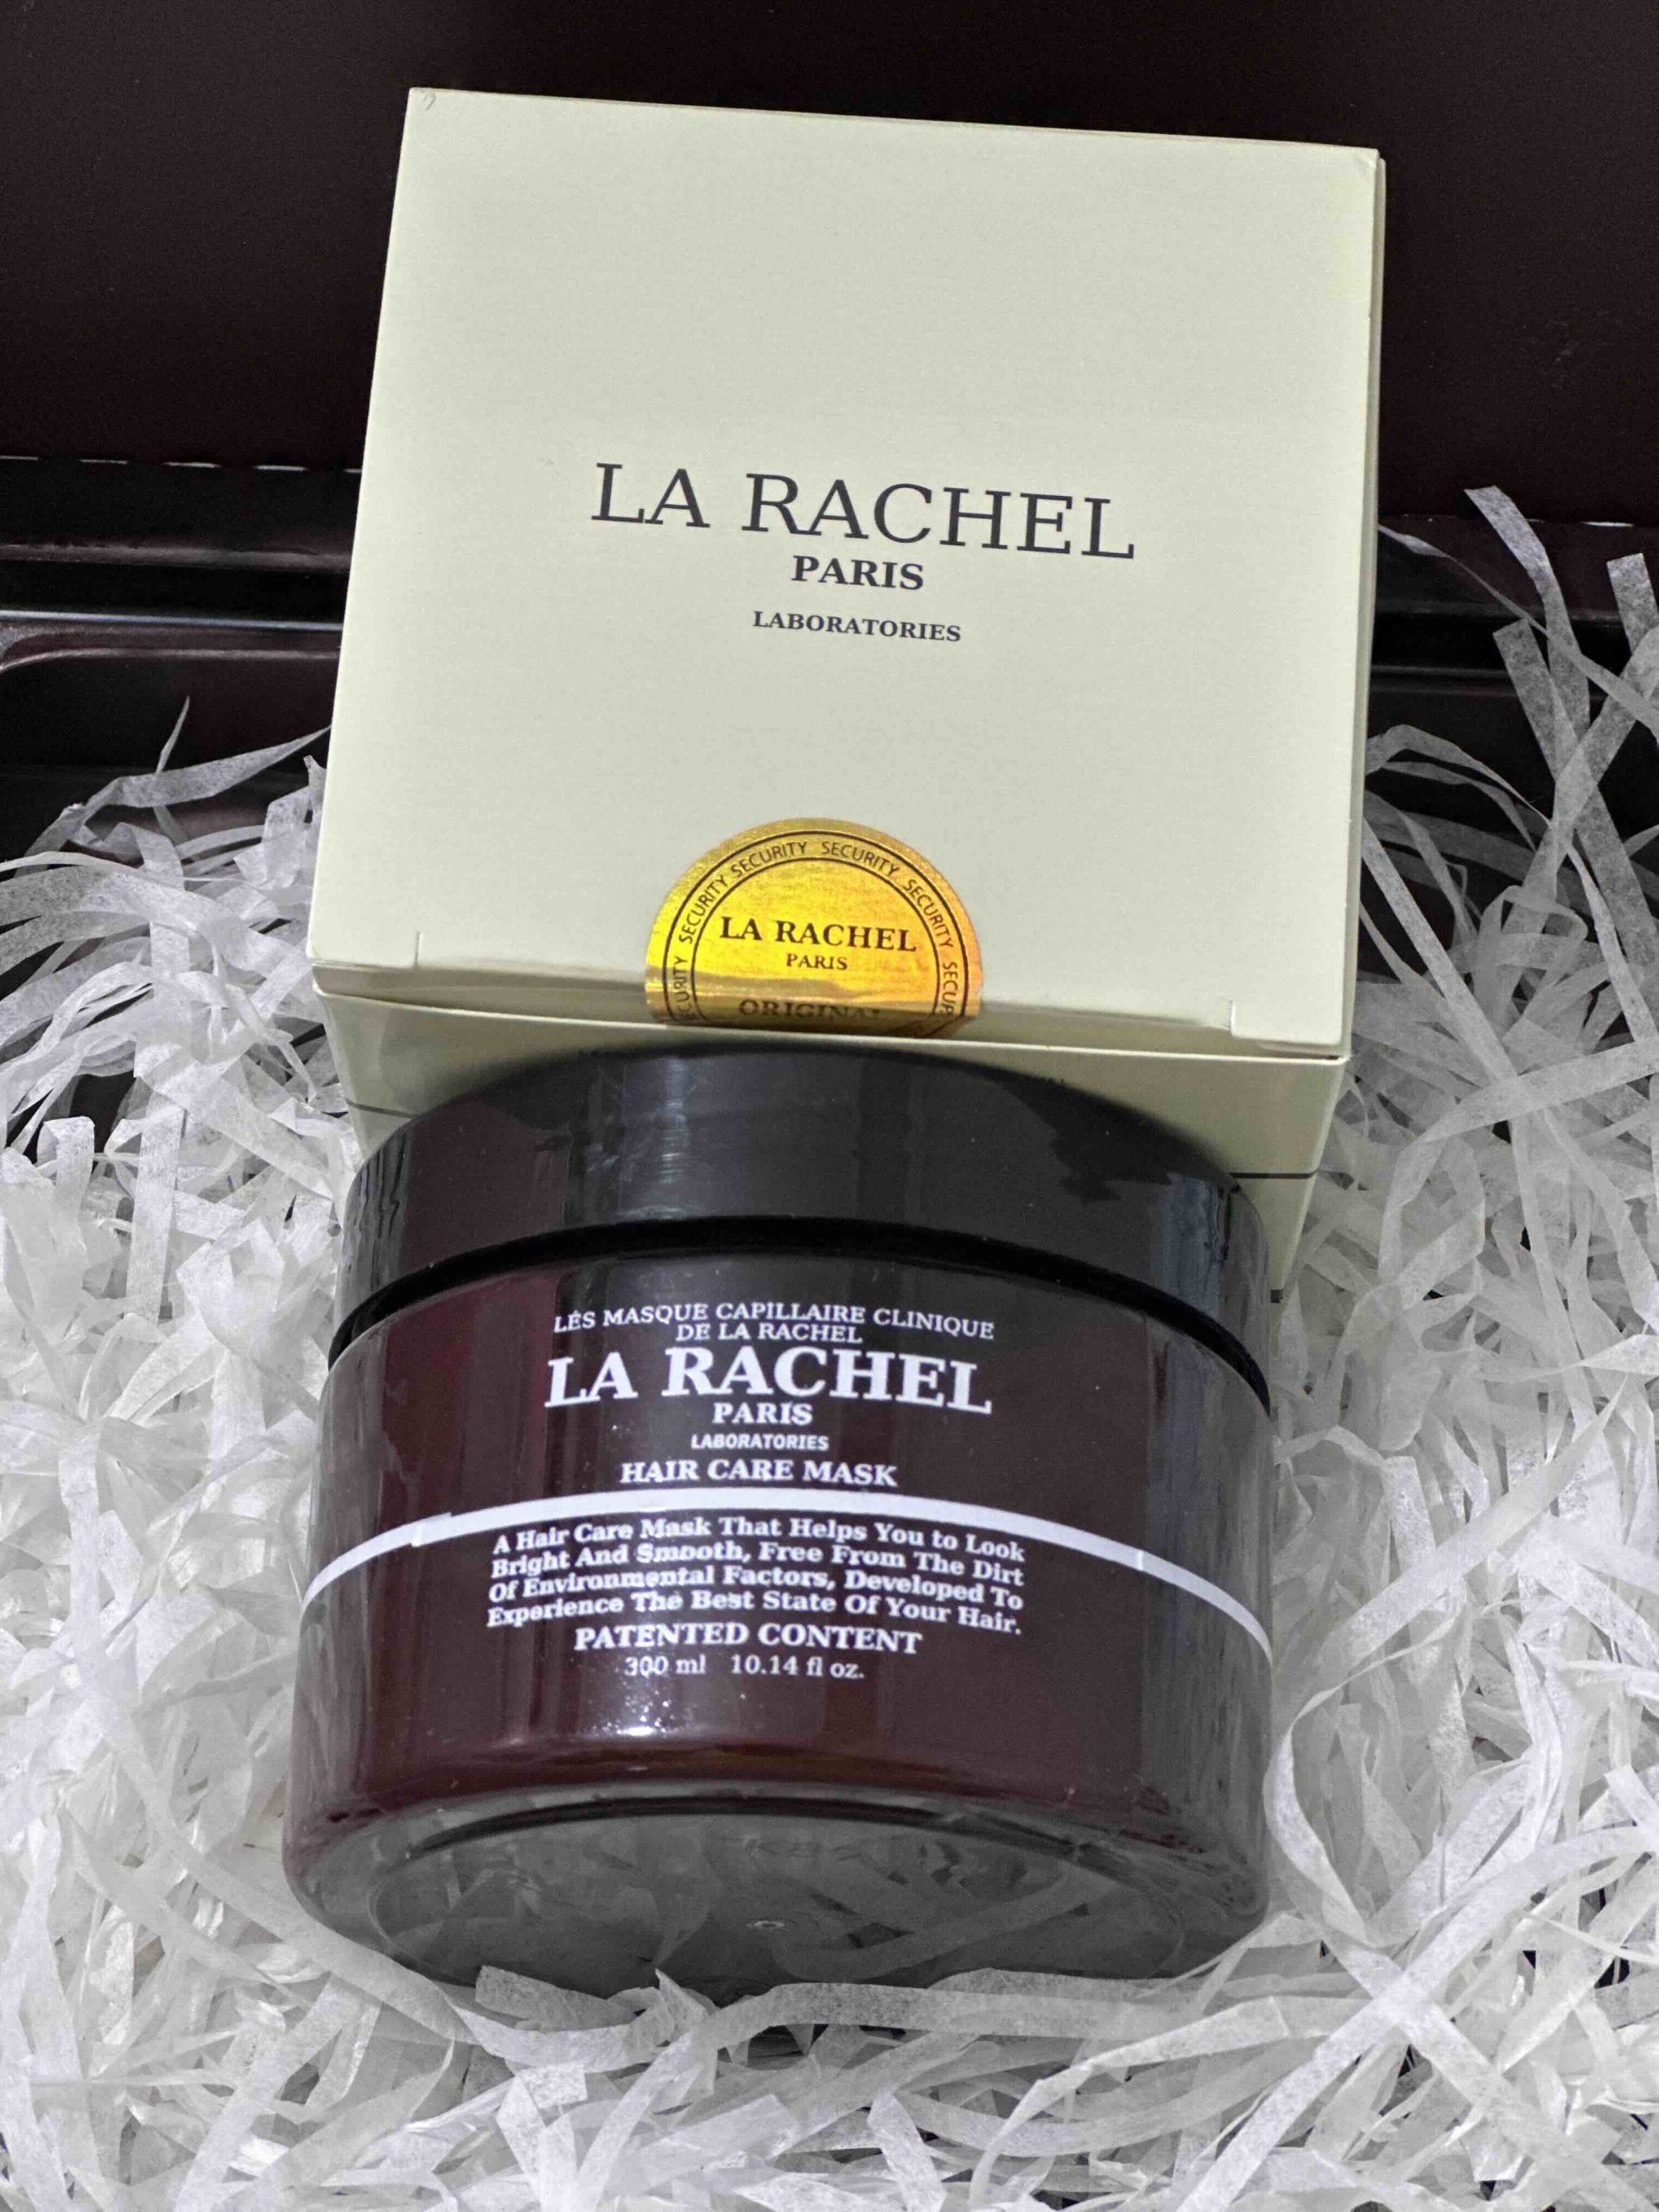 LA RACHEL
PARIS
LABORATORIES
SECURITY SECURITY SECURITY SECURITY
LA RACHEL
PARIS
ORIGINAL
LÉS MASQUE CAPILLAIRE CLINIQUE
DE LA RACHEL
LA RACHEL
PARIS
LABORATORIES
HAIR CARE MASK
A Hair Care Mask That Helps You to Look
Bright And Smooth, Free From The Dirt
Of Environmental Factors, Developed To
Experience The Best State Of Your Hair.
PATENTED CONTENT
300 ml 10.14 fl oz.